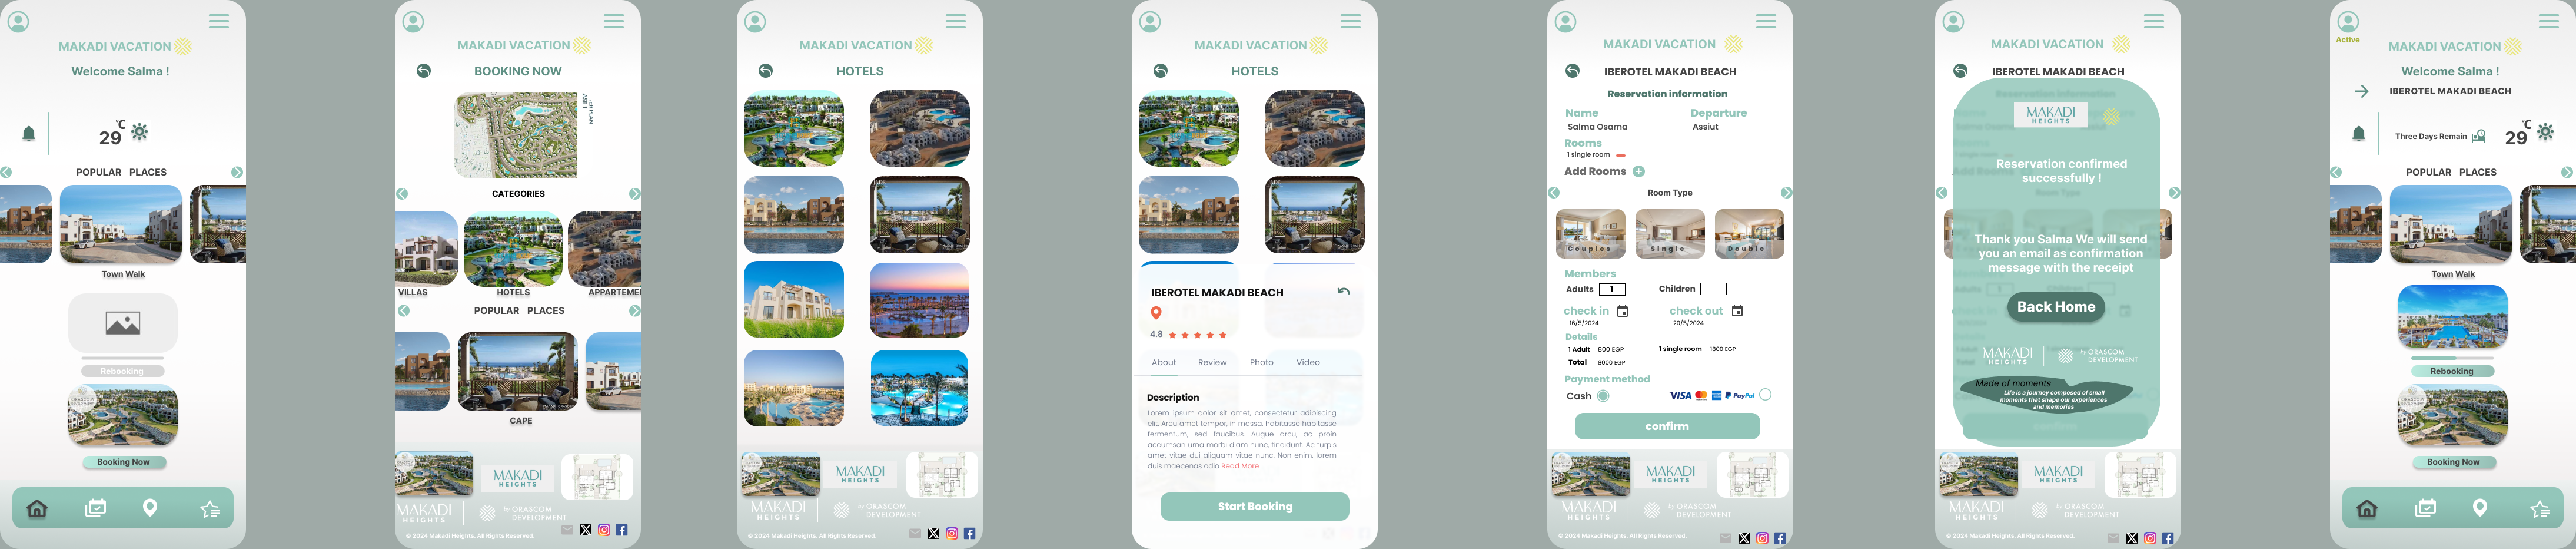 MAKADI VACATION
Welcome Salma !
29 °C
POPULAR PLACES
Town Walk
Rebooking
ORASCOM
Booking Now
MAKADI VACATION
BOOKING NOW
CATEGORIES
VILLAS
HOTELS
APPARTEME
POPULAR PLACES
CAPE
MAKADI
HEIGHTS
MAKADI
HEIGHTS
by ORASCOM
DEVELOPMENT
© 2024 Makadi Heights. All Rights Reserved.
MAKADI VACATION
HOTELS
MAKADI
HEIGHTS
MAKADI
HEIGHTS
by ORASCOM
DEVELOPMENT
© 2024 Makadi Heights. All Rights Reserved.
MAKADI VACATION
HOTELS
IBEROTEL MAKADI BEACH
4.8
About Review Photo Video
Description
Lorem ipsum dolor sit amet, consectetur adipiscing
elit. Arcu amet tempor, in massa, habitasse habitasse
fermentum, sed faucibus. Augue arcu, ac proin
accumsan urna morbi diam nunc, tincidunt. Ac turpis
amet vitae dui aliquam vitae nunc. Non enim, lorem
duis maecenas odio Read More
Start Booking
MAKADI VACATION
IBEROTEL MAKADI BEACH
Reservation information
Name Departure
Salma Osama Assiut
Rooms
1 single room
Add Rooms
Room Type
Couples Single Double
Members
Adults 1 Children
check in check out
16/5/2024 20/5/2024
Details
1 Adult 800 EGP 1 single room 1800 EGP
Total 8000 EGP
Payment method
Cash VISA PayPal
confirm
MAKADI
HEIGHTS
MAKADI
HEIGHTS
by ORASCOM
DEVELOPMENT
© 2024 Makadi Heights. All Rights Reserved.
MAKADI VACATION
IBEROTEL MAKADI BEACH
MAKADI
HEIGHTS
Reservation confirmed
successfully !
Thank you Salma We will send
you an email as confirmation
message with the receipt
Back Home
MAKADI
HEIGHTS
by ORASCOM
DEVELOPMENT
Made of moments
Life is a journey composed of small
moments that shape our experiences
and memories
MAKADI
HEIGHTS
MAKADI
HEIGHTS
by ORASCOM
DEVELOPMENT
© 2024 Makadi Heights. All Rights Reserved.
Active
MAKADI VACATION
Welcome Salma !
IBEROTEL MAKADI BEACH
Three Days Remain
29 °C
POPULAR PLACES
Town Walk
Rebooking
ORASCOM
Booking Now